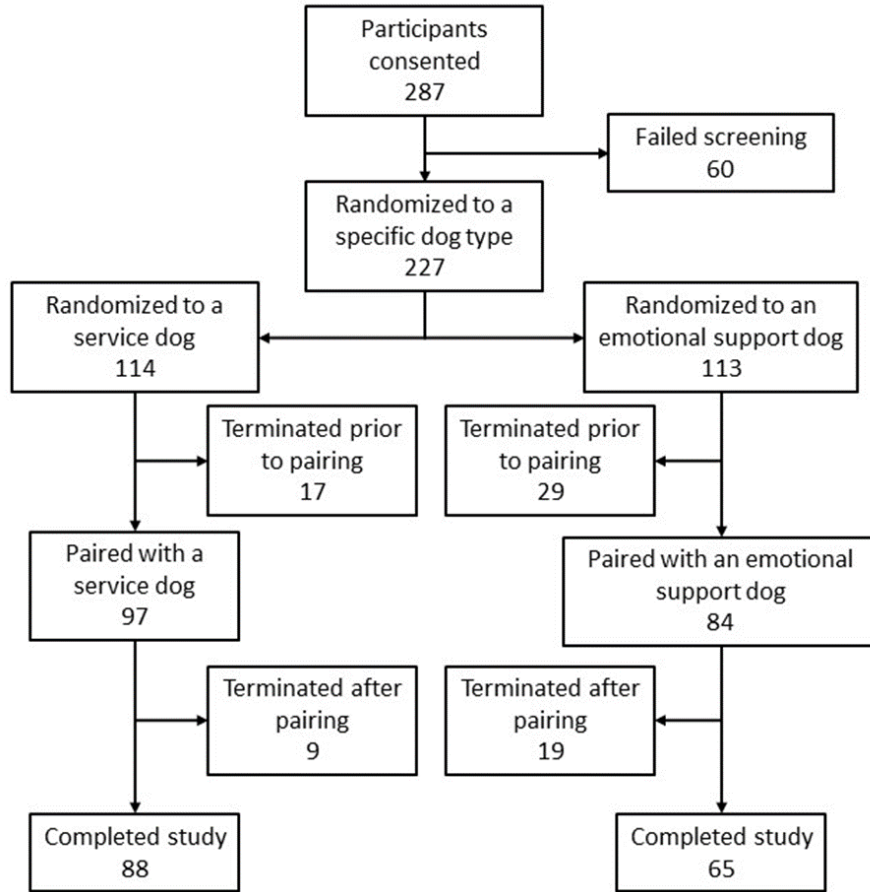 Participants
consented
287
Failed screening
60
Randomized to a
specific dog type
227
Randomized to a
service dog
114
Randomized to an
emotional support dog
113
Terminated prior
to pairing
17
Terminated prior
to pairing
29
Paired with a
service dog
97
Paired with an emotional
support dog
84
Terminated after
pairing
9
Terminated after
pairing
19
Completed study
88
Completed study
65